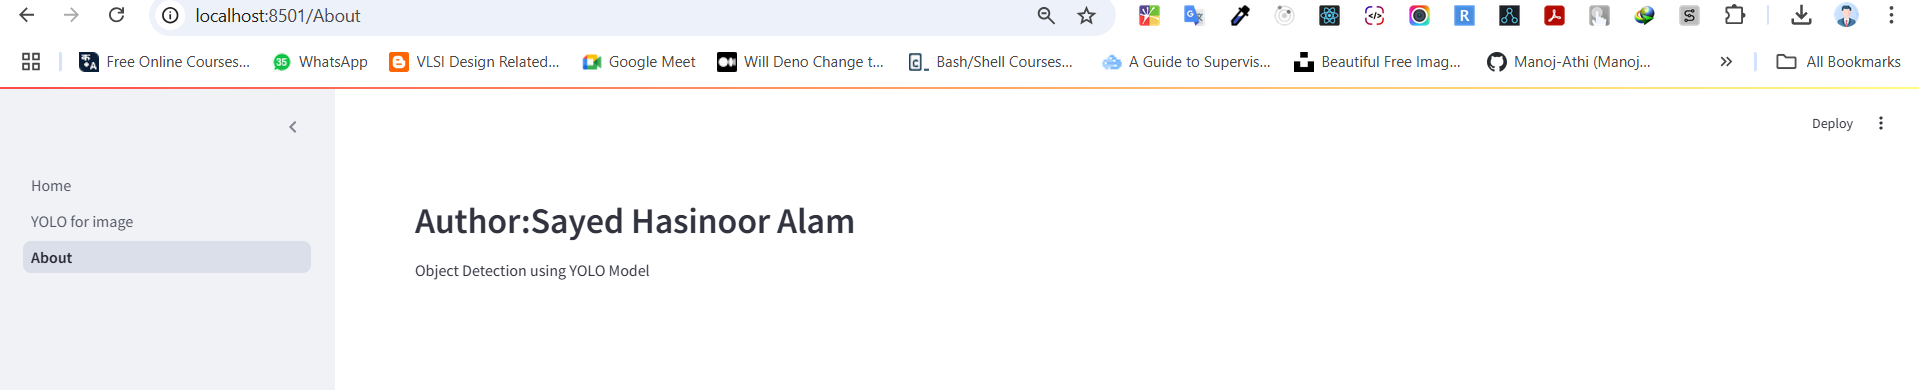 localhost:8501/About
Free Online Courses...
35
WhatsApp
VLSI Design Related...
Google Meet
Will Deno Change t...
Bash/Shell Courses...
A Guide to Supervis...
Beautiful Free Imag...
Manoj-Athi (Manoj...
All Bookmarks
Deploy
Home
YOLO for image
About
Author:Sayed Hasinoor Alam
Object Detection using YOLO Model